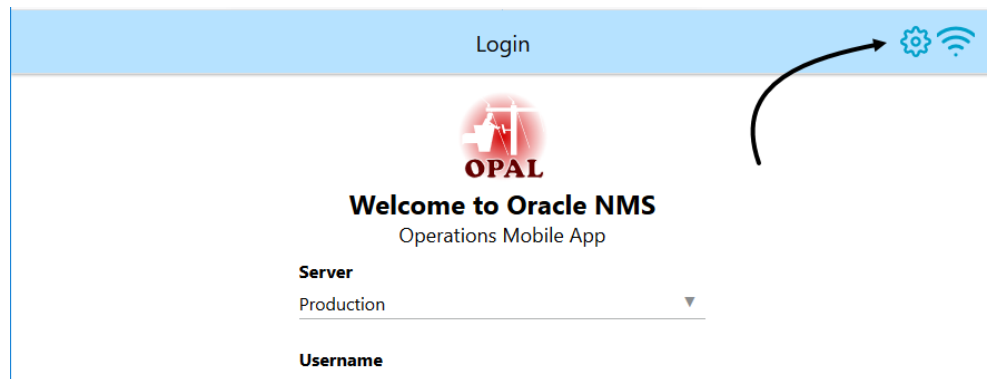 Login
OPAL
Welcome to Oracle NMS
Operations Mobile App
Server
Production
Username